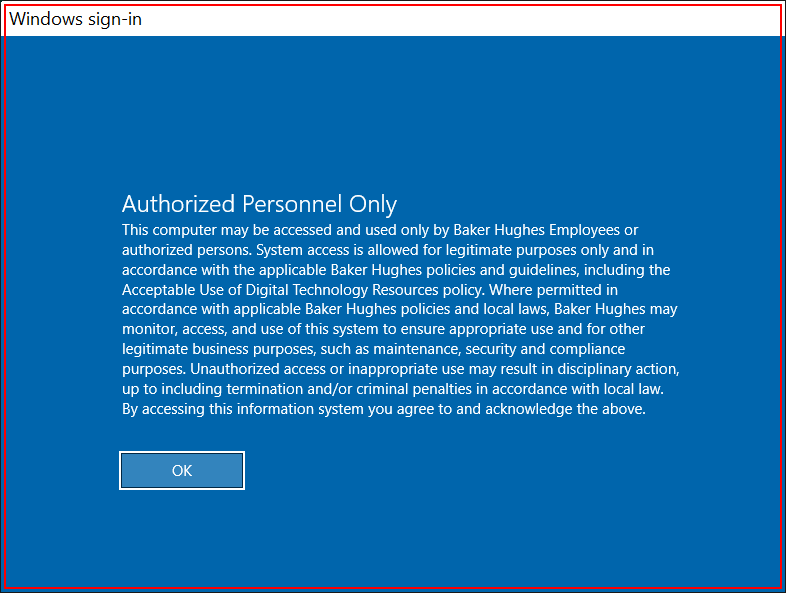 Windows sign-in
Authorized Personnel Only
This computer may be accessed and used only by Baker Hughes Employees or
authorized persons. System access is allowed for legitimate purposes only and in
accordance with the applicable Baker Hughes policies and guidelines, including the
Acceptable Use of Digital Technology Resources policy. Where permitted in
accordance with applicable Baker Hughes policies and local laws, Baker Hughes may
monitor, access, and use of this system to ensure appropriate use and for other
legitimate business purposes, such as maintenance, security and compliance
purposes. Unauthorized access or inappropriate use may result in disciplinary action,
up to including termination and/or criminal penalties in accordance with local law.
By accessing this information system you agree to and acknowledge the above.
OK